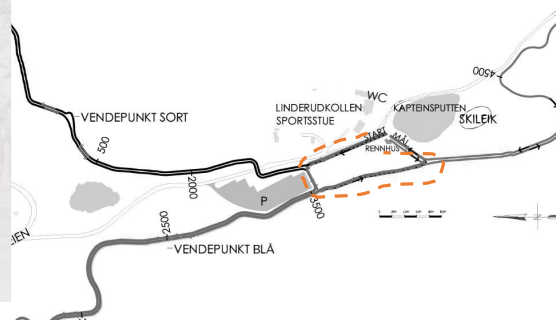 4500
WC
KAPTEINSPUTTEN
LINDERUDKOLLEN
SPORTSSTUE
SKILEIK
VENDEPUNKT SORT
START
MÅL
RENNHUS
500
2000
P
3500
2500
VENDEPUNKT BLÅ
EIEN